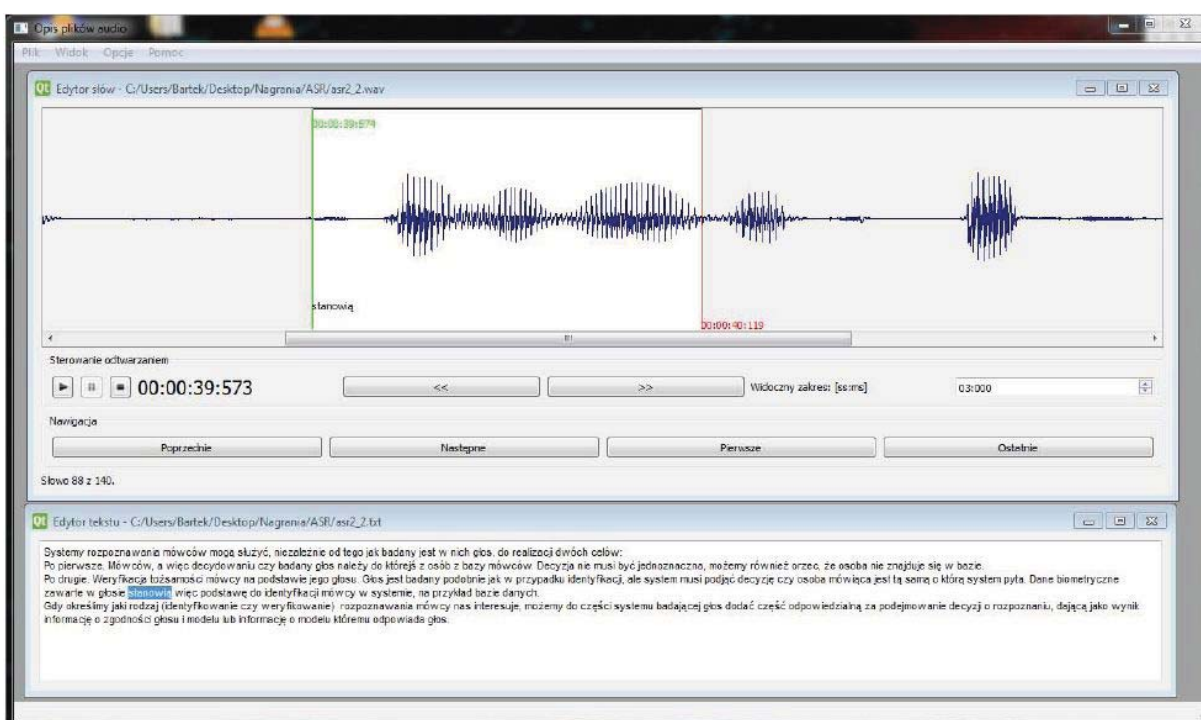 Opis plików audio
Plik Widok Opcje Pomoc
Edytor słów - C:/Users/Bartek/Desktop/Nagrania/ASR/asr2_2.wav
00:00:39:574
stanowią
00:00:40:119
Sterowanie odtwarzaniem
00:00:39:573
<<
>>
Widoczny zakres: [ss:ms]
03:000
Nawigacja
Poprzednie
Następne
Pierwsze
Ostatnie
Słowo 88 z 140.
Edytor tekstu - C:/Users/Bartek/Desktop/Nagrania/ASR/asr2_2.txt
Systemy rozpoznawania mówców mogą służyć, niezależnie od tego jak badany jest w nich głos, do realizacji dwóch celów:
Po pierwsze. Mówców, a więc decydowaniu czy badany głos należy do którejś z osób z bazy mówców. Decyzja nie musi być jednoznaczna, możemy również orzec, że osoba nie znajduje się w bazie.
Po drugie. Weryfikacja tożsamości mówcy na podstawie jego głosu. Głos jest badany podobnie jak w przypadku identyfikacji, ale system musi podjąć decyzję czy osoba mówiąca jest tą samą o którą system pyta. Dane biometryczne
zawarte w głosie stanowią więc podstawę do identyfikacji mówcy w systemie, na przykład bazie danych.
Gdy określimy jaki rodzaj (identyfikowanie czy weryfikowanie) rozpoznawania mówcy nas interesuje, możemy do części systemu badającej głos dodać część odpowiedzialną za podejmowanie decyzji o rozpoznaniu, dającą jako wynik
informację o zgodności głosu i modelu lub informację o modelu któremu odpowiada głos.